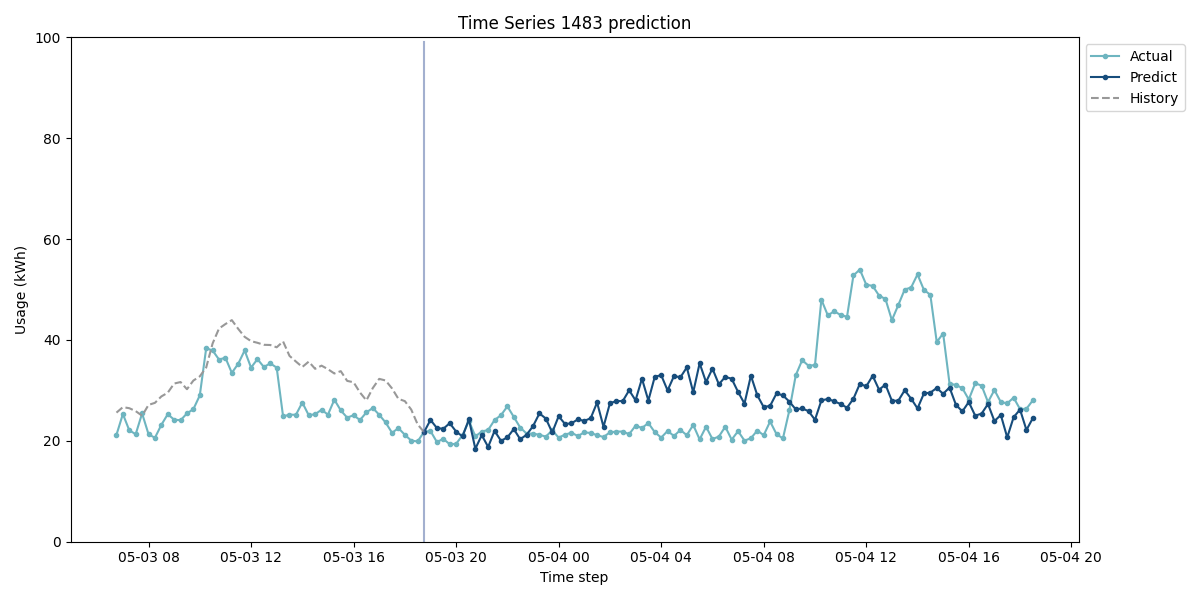 Time Series 1483 prediction
100
80
60
40
20
0
Usage (kWh)
05-03 08
05-03 12
05-03 16
05-03 20
05-04 00
05-04 04
05-04 08
05-04 12
05-04 16
05-04 20
Time step
Actual
Predict
History